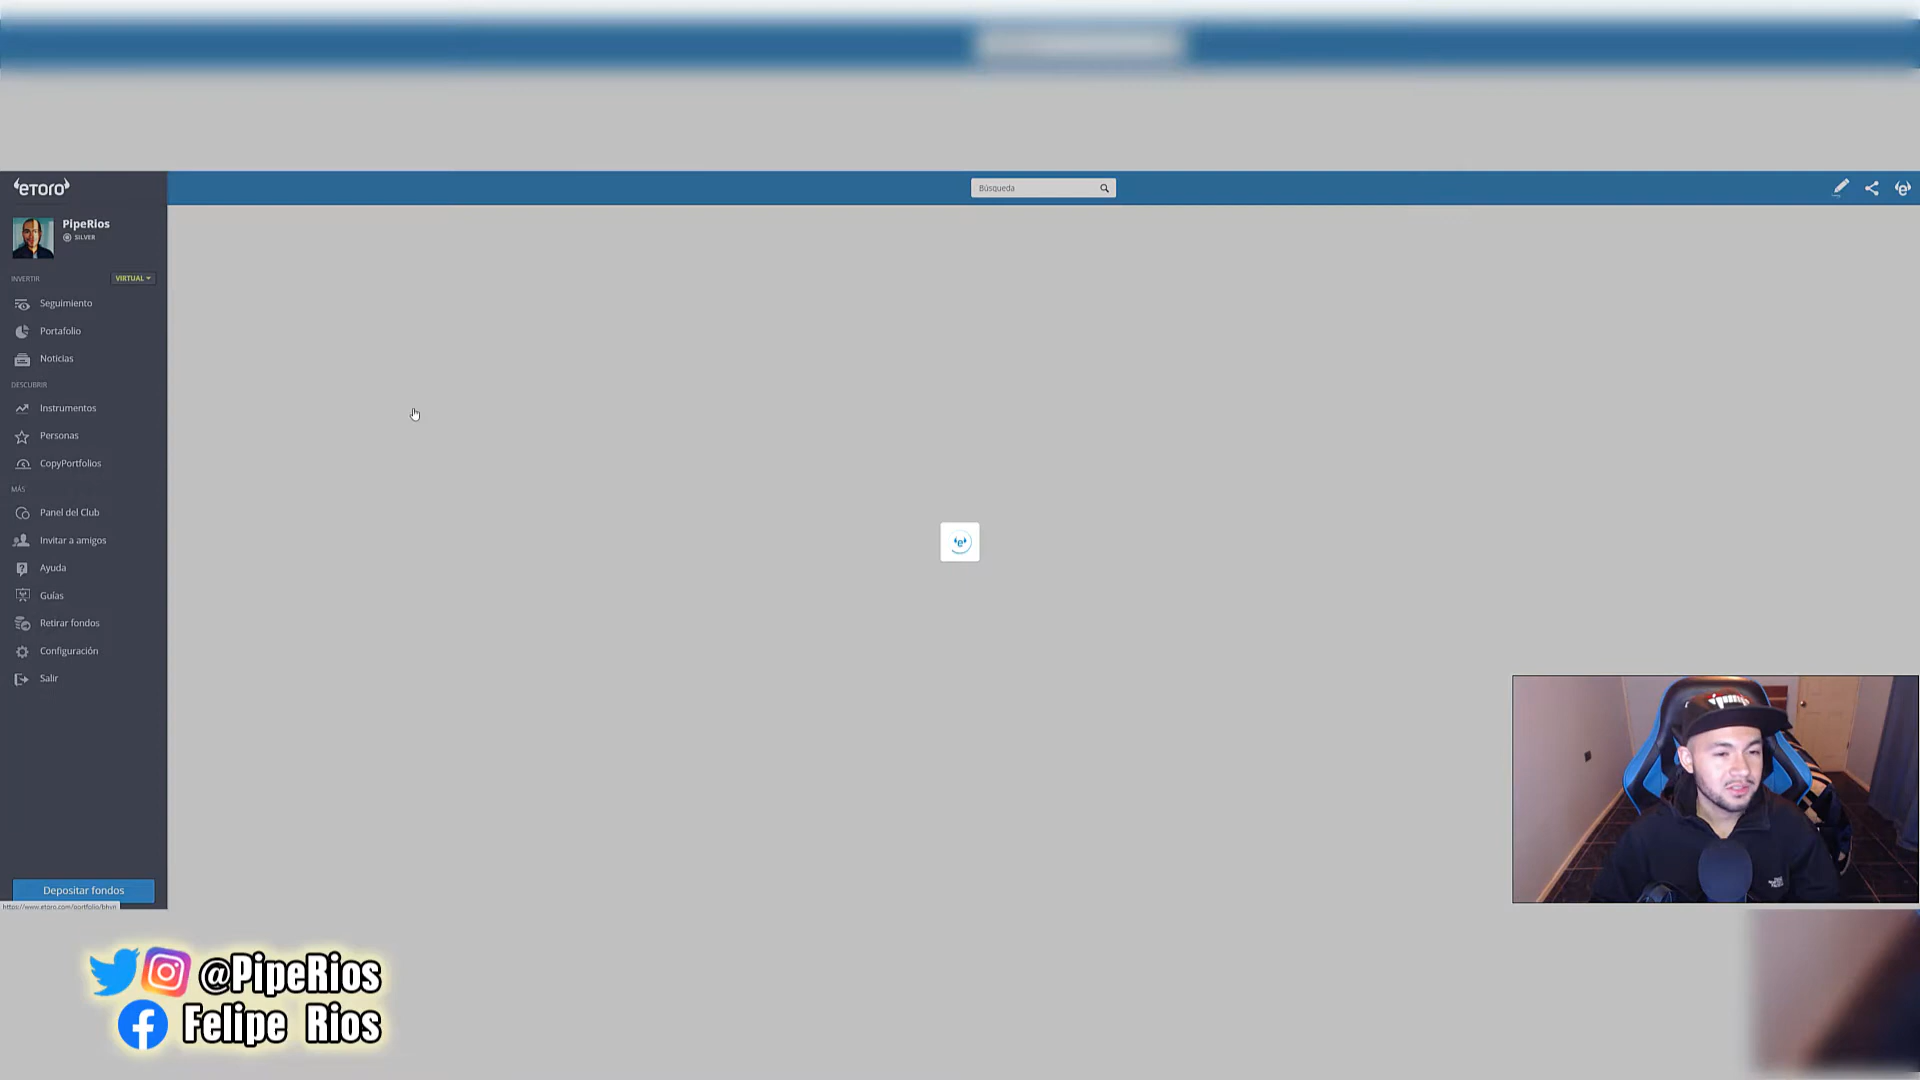 etoro
Búsqueda
PipeRios
SILVER
INVERTIR
VIRTUAL
Seguimiento
Portafolio
Noticias
DESCUBRIR
Instrumentos
Personas
CopyPortfolios
MÁS
Panel del Club
Invitar a amigos
Ayuda
Guías
Retirar fondos
Configuración
Salir
Depositar fondos
@PipeRios
Felipe Rios